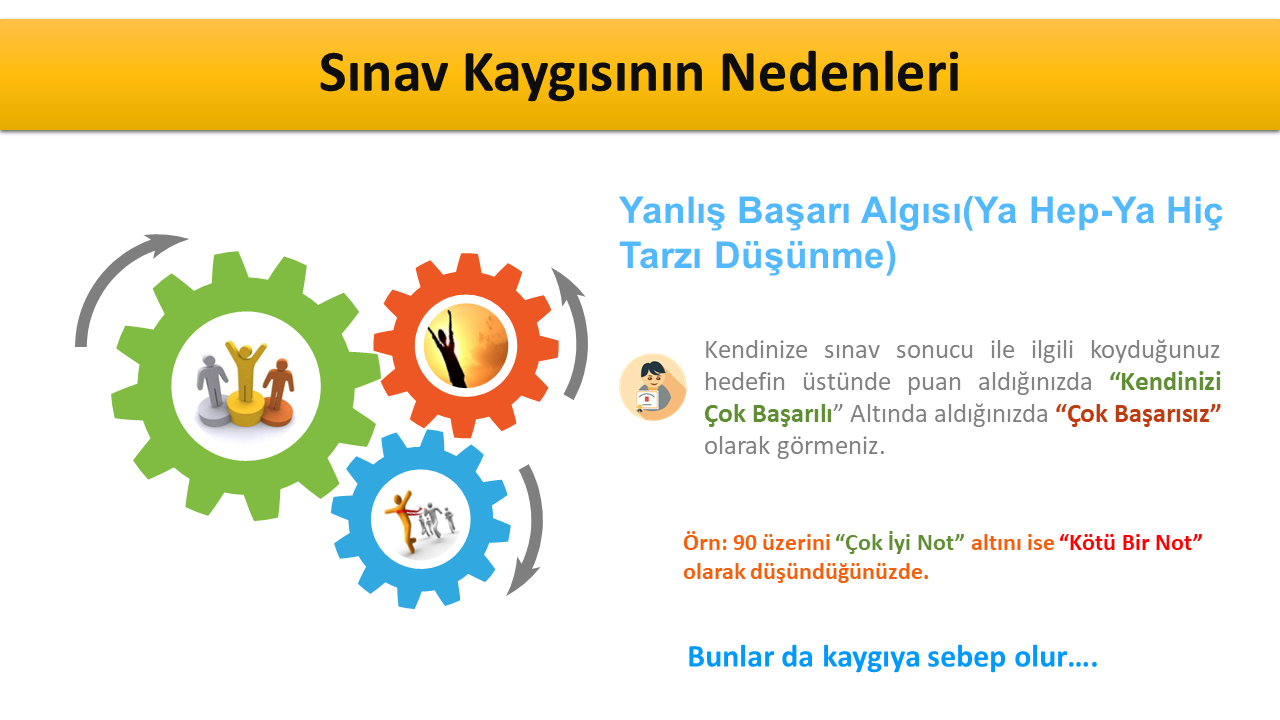 Sınav Kaygısının Nedenleri
Yanlış Başarı Algısı(Ya Hep-Ya Hiç
Tarzı Düşünme)
Kendinize sınav sonucu ile ilgili koyduğunuz
hedefin üstünde puan aldığınızda “Kendinizi
Çok Başarılı” Altında aldığınızda “Çok Başarısız”
olarak görmeniz.
Örn: 90 üzerini “Çok İyi Not” altını ise “Kötü Bir Not”
olarak düşündüğünüzde.
Bunlar da kaygıya sebep olur….